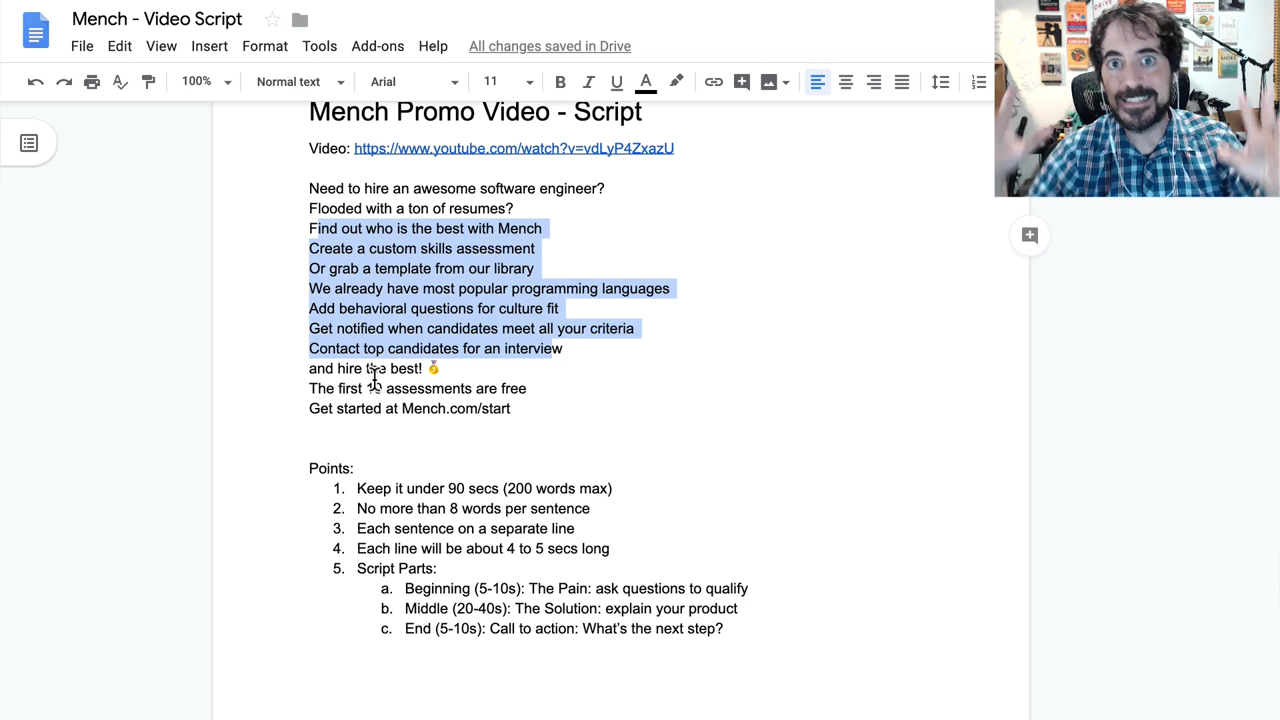 Mench - Video Script
File Edit View Insert Format Tools Add-ons Help All changes saved in Drive
100% Normal text Arial 11 B I U A
Mench Promo Video - Script
Video: https://www.youtube.com/watch?v=vdLyP4ZxazU
Need to hire an awesome software engineer?
Flooded with a ton of resumes?
Find out who is the best with Mench
Create a custom skills assessment
Or grab a template from our library
We already have most popular programming languages
Add behavioral questions for culture fit
Get notified when candidates meet all your criteria
Contact top candidates for an interview
and hire the best! 🥇
The first 10 assessments are free
Get started at Mench.com/start
Points:
1. Keep it under 90 secs (200 words max)
2. No more than 8 words per sentence
3. Each sentence on a separate line
4. Each line will be about 4 to 5 secs long
5. Script Parts:
a. Beginning (5-10s): The Pain: ask questions to qualify
b. Middle (20-40s): The Solution: explain your product
c. End (5-10s): Call to action: What's the next step?